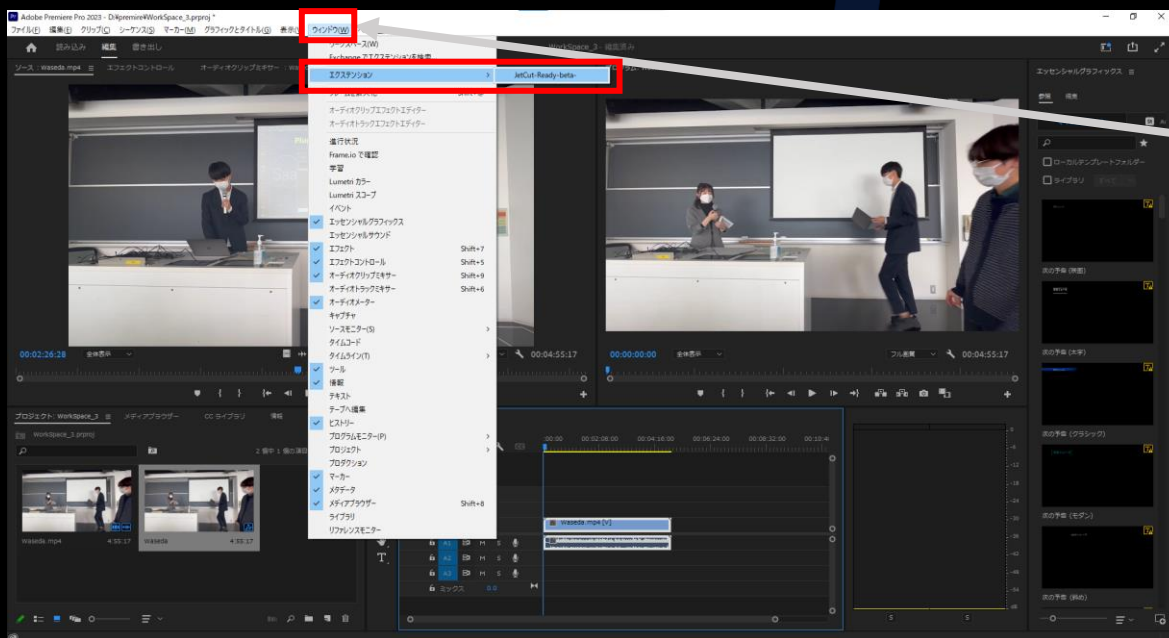 Adobe Premiere Pro 2023 - D:¥premire¥WorkSpace_3.prproj *
ファイル(F) 編集(E) クリップ(C) シーケンス(S) マーカー(M) グラフィックとタイトル(G) 表示 ウィンドウ(W)
読み込み 編集 書き出し
WorkSpace_3 - 編集済み
ソース : Waseda.mp4 エフェクトコントロール オーディオクリップミキサー
ワークスペース(W)
Exchange でエクステンションを検索
エクステンション
JetCut-Ready-beta-
オーディオクリップエフェクトエディター
オーディオトラックエフェクトエディター
進行状況
Frame.io で確認
学習
Lumetri カラー
Lumetri スコープ
イベント
エッセンシャルグラフィックス
エッセンシャルサウンド
エフェクト Shift+7
エフェクトコントロール Shift+5
オーディオクリップミキサー Shift+9
オーディオトラックミキサー Shift+6
オーディオメーター
キャプチャ
ソースモニター(S)
タイムコード
タイムライン(T)
ツール
情報
テキスト
テープへ編集
ヒストリー
プログラムモニター(P)
プロジェクト
プロダクション
マーカー
メタデータ
メディアブラウザー Shift+8
ライブラリ
リファレンスモニター
00:02:26:28 全体表示
00:04:55:17
00:00:00:00 全体表示
フル画質 00:04:55:17
エッセンシャルグラフィックス
参照 編集
ローカルテンプレートフォルダー
ライブラリ すべて
次の予告 (映画)
次の予告 (太字)
次の予告 (クラシック)
次の予告 (モダン)
次の予告 (斜め)
プロジェクト: WorkSpace_3 メディアブラウザー CC ライブラリ 情報
WorkSpace_3.prproj
Waseda.mp4 4:55:17
Waseda 4:55:17
:00:00 00:02:08:00 00:04:16:00 00:06:24:00 00:08:32:00 00:10:4
Waseda.mp4 [V]
A1 M S
A2 M S
A3 M S
ミックス 0.0
S S